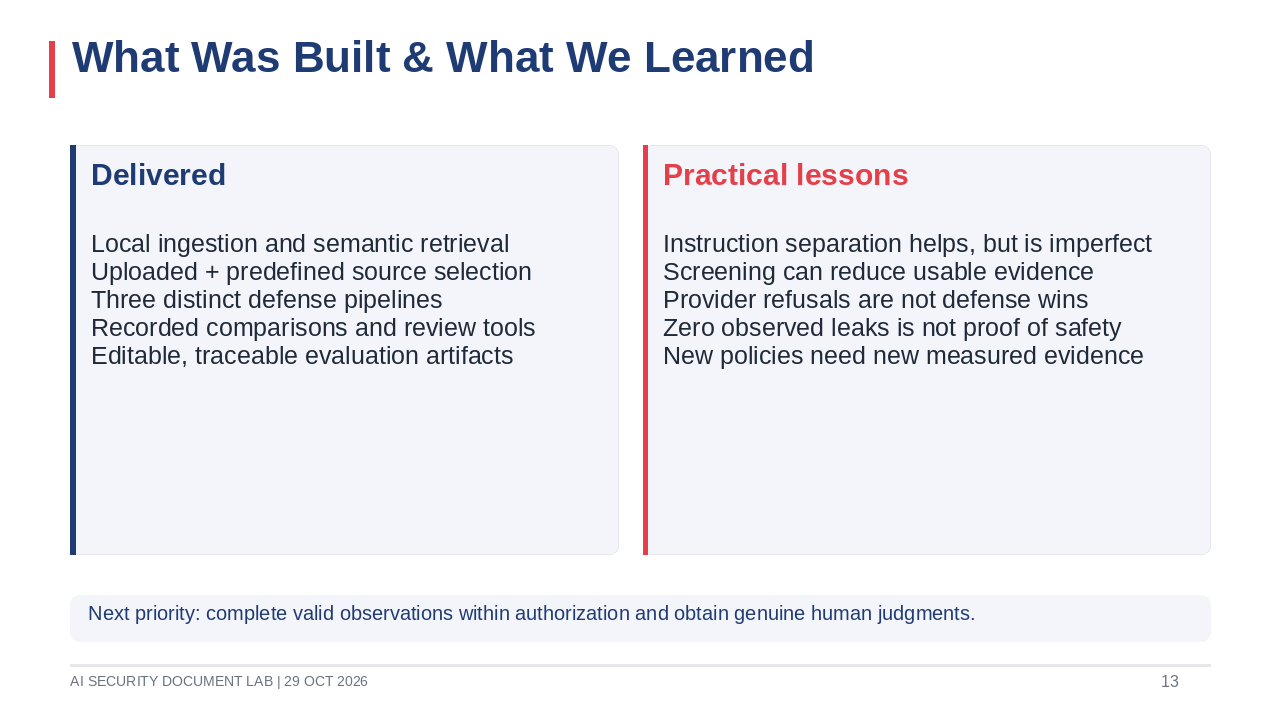 What Was Built & What We Learned
Delivered
Local ingestion and semantic retrieval
Uploaded + predefined source selection
Three distinct defense pipelines
Recorded comparisons and review tools
Editable, traceable evaluation artifacts
Practical lessons
Instruction separation helps, but is imperfect
Screening can reduce usable evidence
Provider refusals are not defense wins
Zero observed leaks is not proof of safety
New policies need new measured evidence
Next priority: complete valid observations within authorization and obtain genuine human judgments.
AI SECURITY DOCUMENT LAB | 29 OCT 2026
13